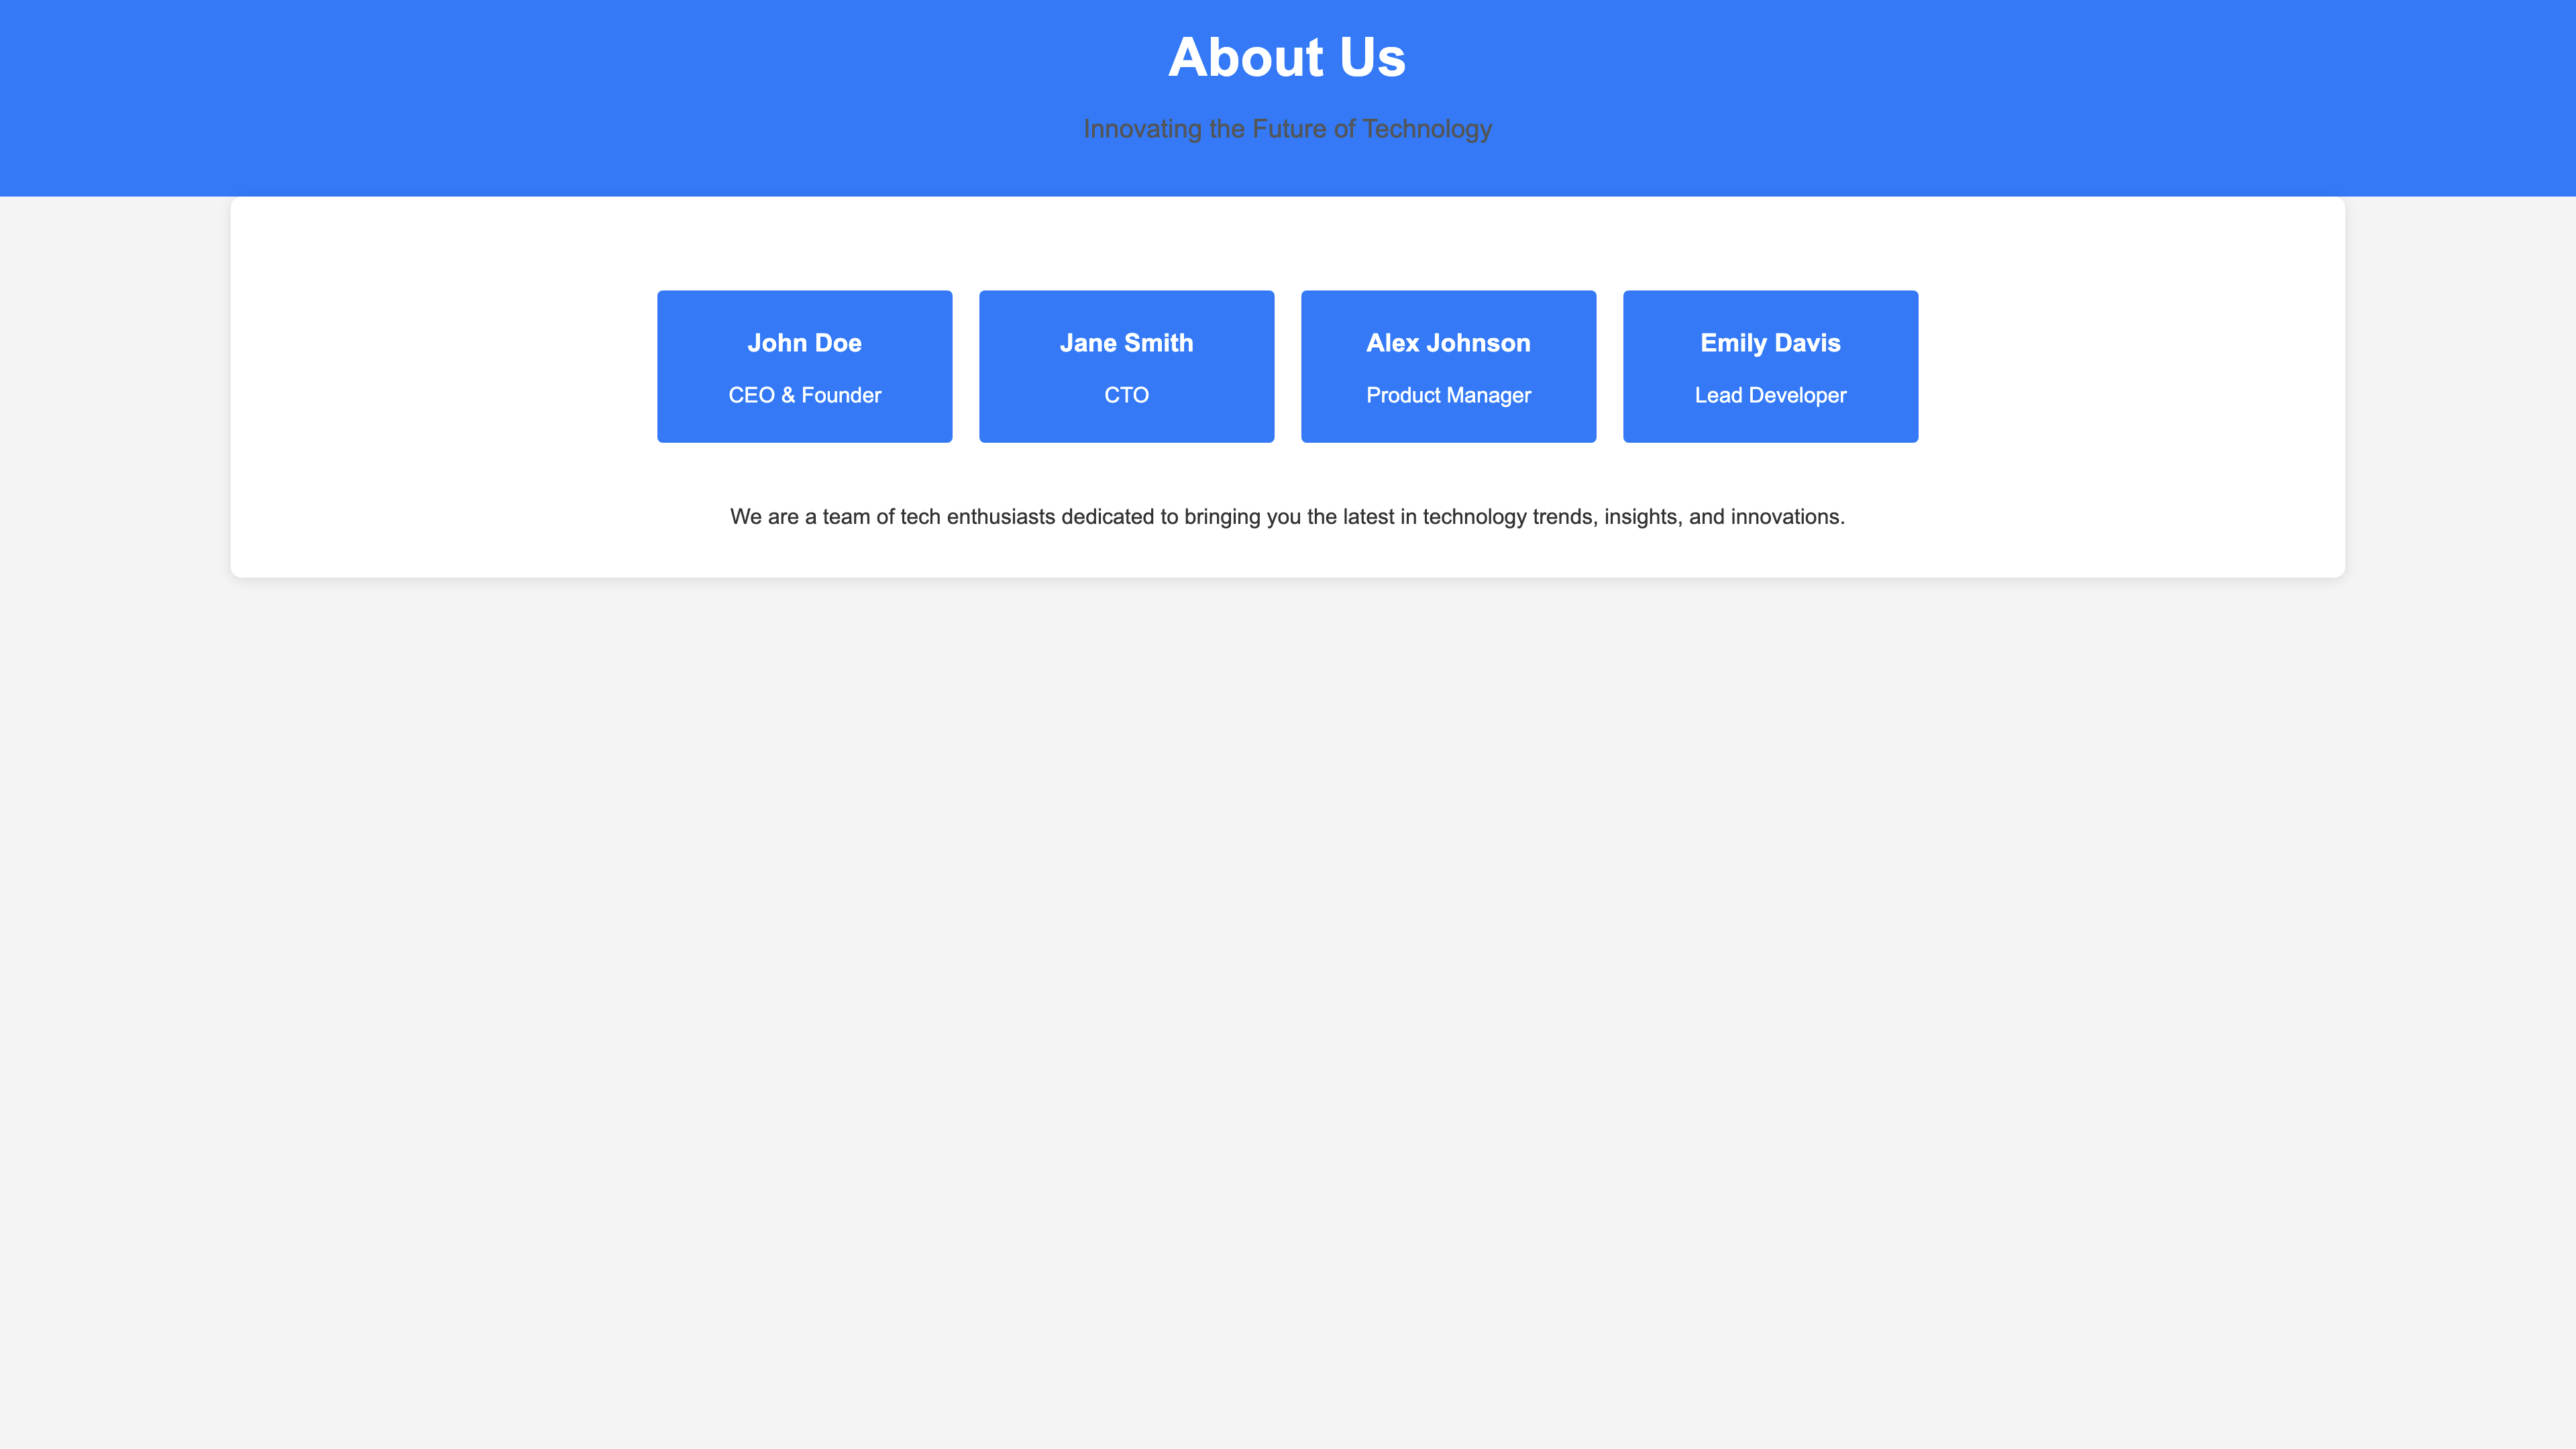 About Us
Innovating the Future of Technology
John Doe
CEO & Founder
Jane Smith
CTO
Alex Johnson
Product Manager
Emily Davis
Lead Developer
We are a team of tech enthusiasts dedicated to bringing you the latest in technology trends, insights, and innovations.